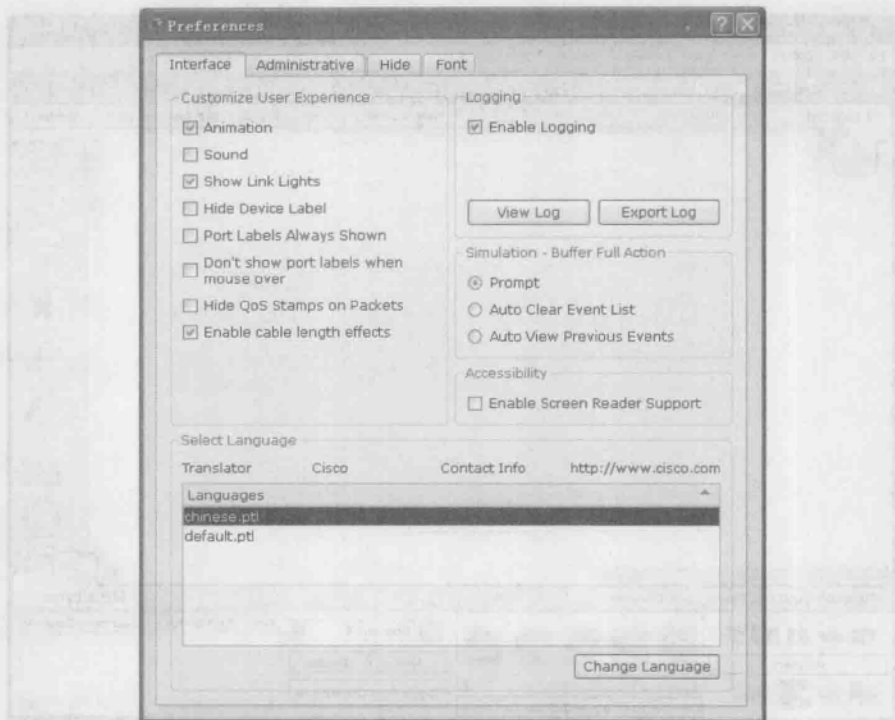 Preferences
Interface
Administrative
Hide
Font
Customize User Experience
Animation
Sound
Show Link Lights
Hide Device Label
Port Labels Always Shown
Don't show port labels when
mouse over
Hide QoS Stamps on Packets
Enable cable length effects
Logging
Enable Logging
View Log
Export Log
Simulation - Buffer Full Action
Prompt
Auto Clear Event List
Auto View Previous Events
Accessibility
Enable Screen Reader Support
Select Language
Translator
Cisco
Contact Info
http://www.cisco.com
Languages
chinese.ptl
default.ptl
Change Language